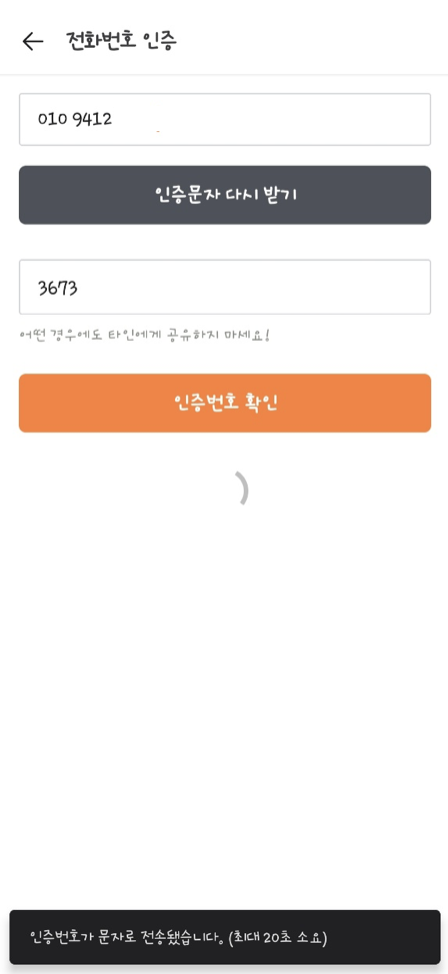 전화번호 인증
010 9412
인증문자 다시 받기
3673
어떤 경우에도 타인에게 공유하지 마세요!
인증번호 확인
인증번호가 문자로 전송됐습니다. (최대 20초 소요)